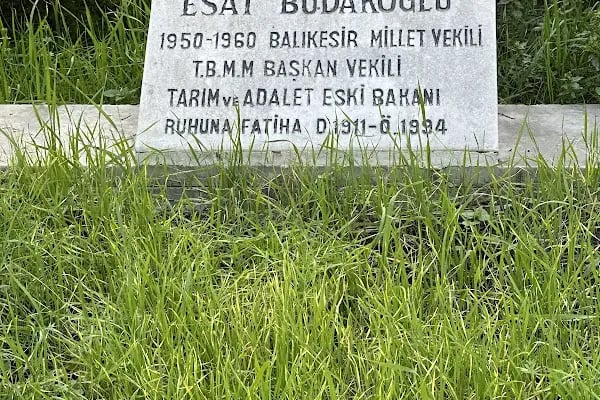 ESAT BUDAKOĞLU
1950-1960 BALIKESİR MİLLET VEKİLİ
T.B.M.M BAŞKAN VEKİLİ
TARIM VE ADALET ESKİ BAKANI
RUHUNA FATİHA D.1911-Ö.1994